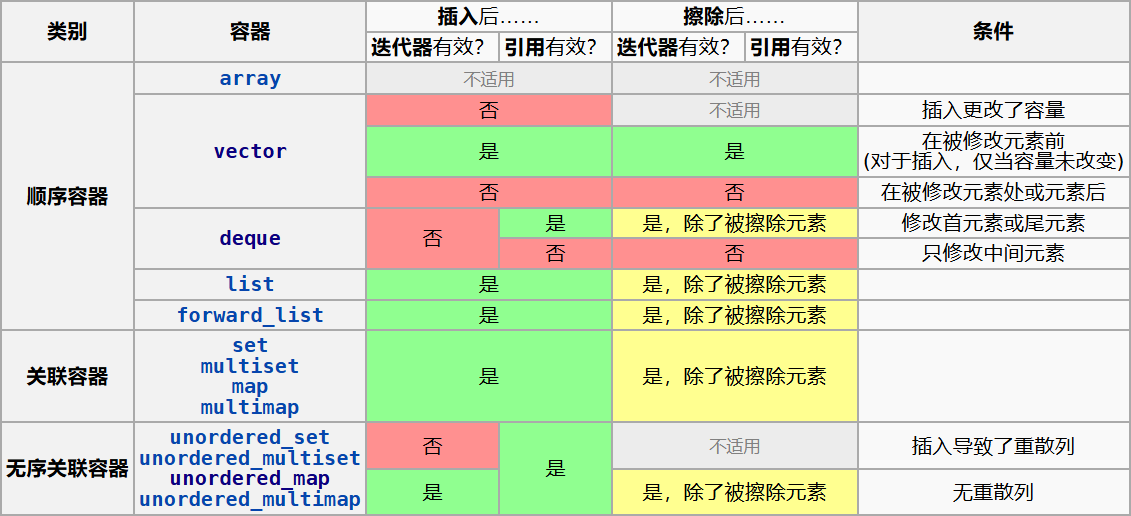 类别
容器
插入后……
擦除后……
条件
迭代器有效？
引用有效？
迭代器有效？
引用有效？
顺序容器
array
不适用
不适用
vector
否
不适用
插入更改了容量
是
是
在被修改元素前
(对于插入，仅当容量未改变)
否
否
在被修改元素处或元素后
deque
否
是
是，除了被擦除元素
修改首元素或尾元素
否
否
只修改中间元素
list
是
是，除了被擦除元素
forward_list
是
是，除了被擦除元素
关联容器
set
multiset
map
multimap
是
是，除了被擦除元素
无序关联容器
unordered_set
unordered_multiset
unordered_map
unordered_multimap
否
是
不适用
插入导致了重散列
是
是，除了被擦除元素
无重散列